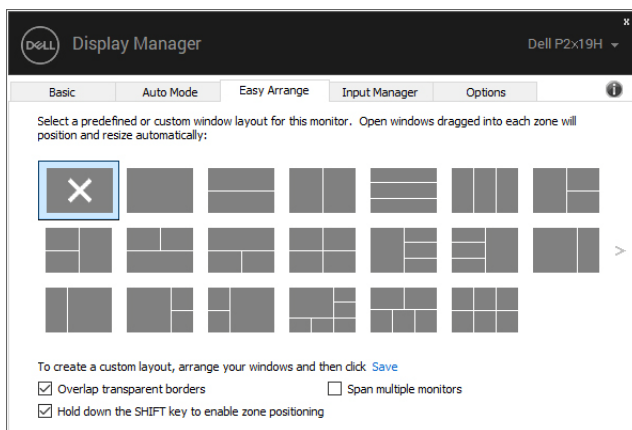 x
DELL Display Manager Dell P2x19H
Basic Auto Mode Easy Arrange Input Manager Options i
Select a predefined or custom window layout for this monitor. Open windows dragged into each zone will
position and resize automatically:
>
To create a custom layout, arrange your windows and then click Save
Overlap transparent borders Span multiple monitors
Hold down the SHIFT key to enable zone positioning